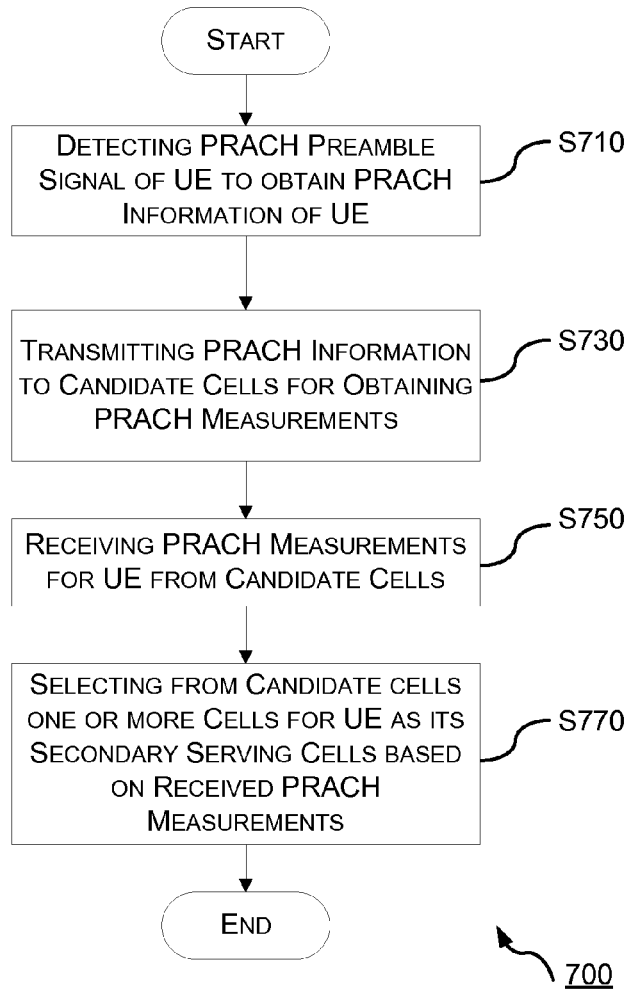 START
DETECTING PRACH PREAMBLE
SIGNAL OF UE TO OBTAIN PRACH
INFORMATION OF UE
S710
TRANSMITTING PRACH INFORMATION
TO CANDIDATE CELLS FOR OBTAINING
PRACH MEASUREMENTS
S730
RECEIVING PRACH MEASUREMENTS
FOR UE FROM CANDIDATE CELLS
S750
SELECTING FROM CANDIDATE CELLS
ONE OR MORE CELLS FOR UE AS ITS
SECONDARY SERVING CELLS BASED
ON RECEIVED PRACH
MEASUREMENTS
S770
END
700